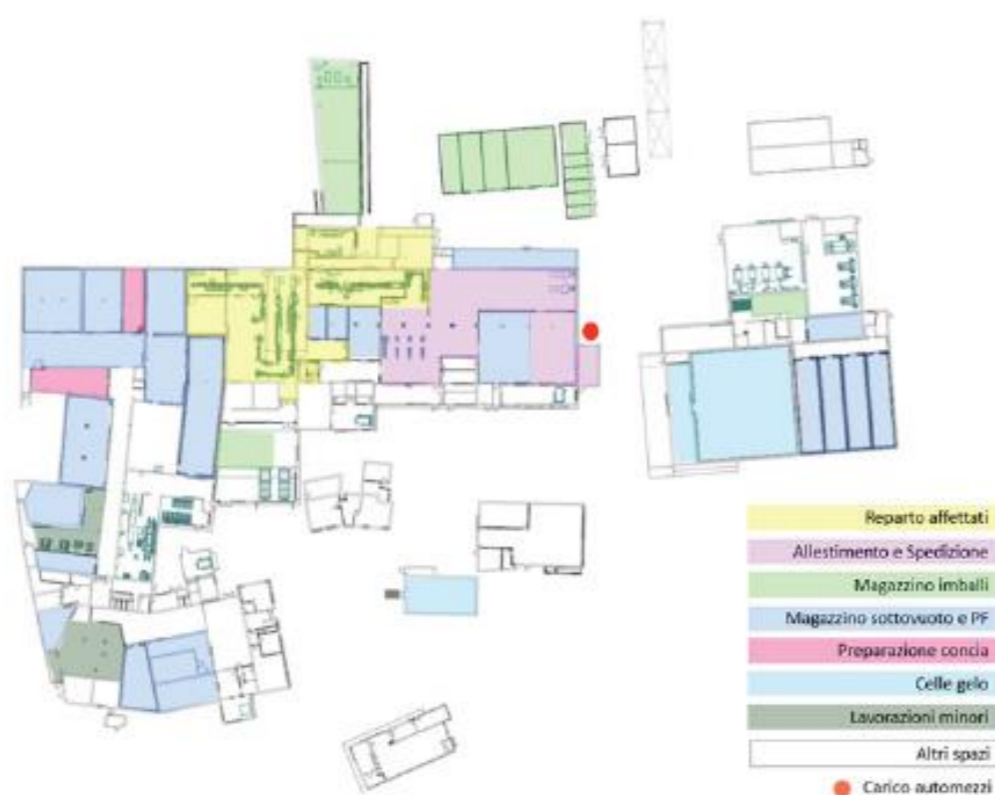 Reparto affettati
Allestimento e Spedizione
Magazzino imballi
Magazzino sottovuoto e PF
Preparazione concia
Celle gelo
Lavorazioni minori
Altri spazi
Carico automezzi